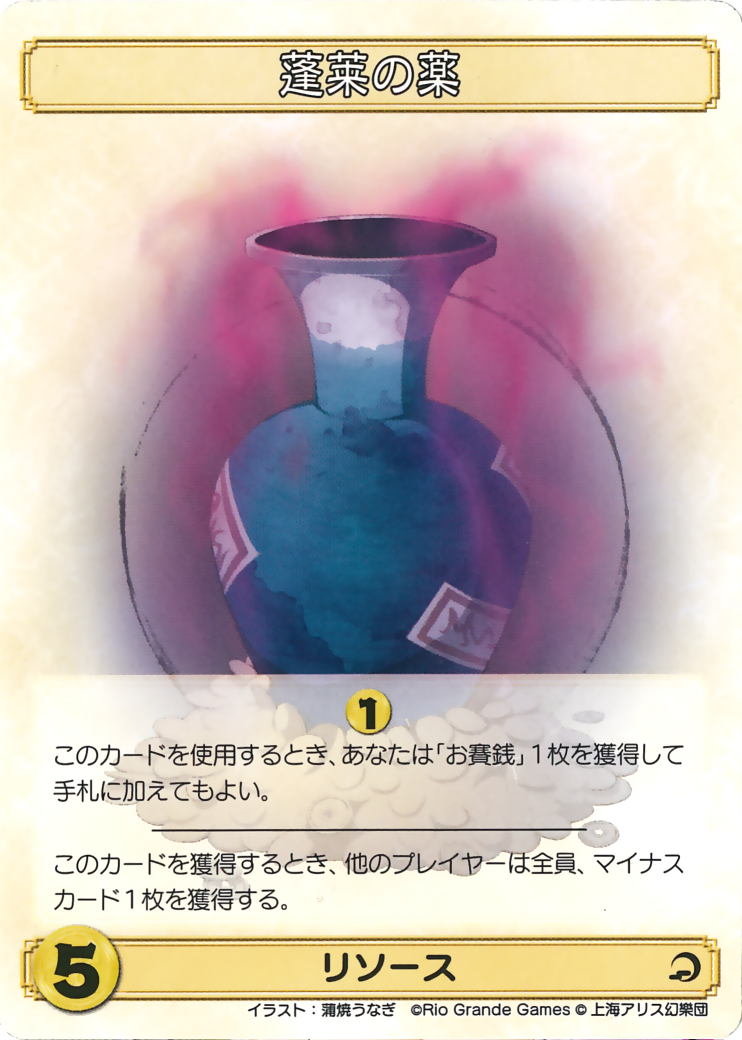 蓬莱の薬
1
このカードを使用するとき、あなたは「お賽銭」1枚を獲得して
手札に加えてもよい。
このカードを獲得するとき、他のプレイヤーは全員、マイナス
カード1枚を獲得する。
5
リソース
イラスト：蒲焼うなぎ ©Rio Grande Games © 上海アリス幻樂団